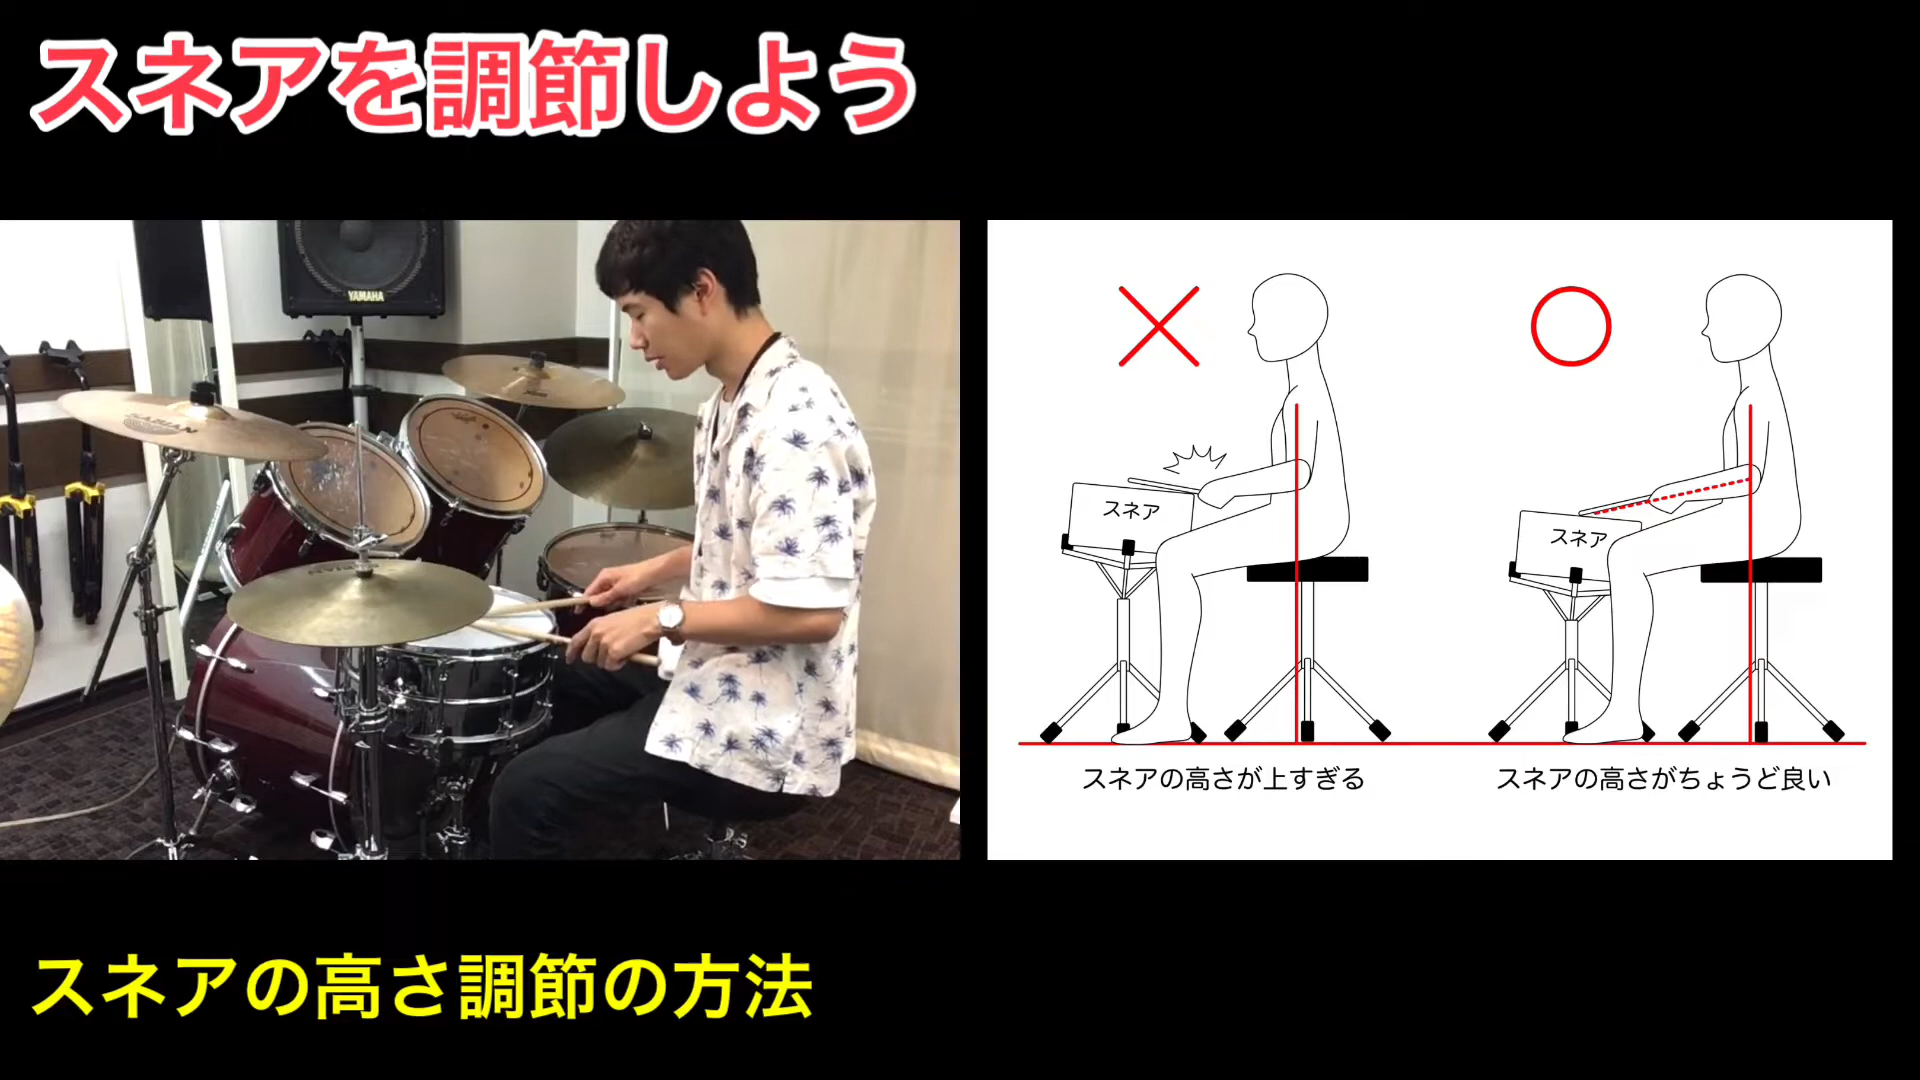 スネアを調節しよう
YAMAHA
スネア
スネア
スネアの高さが上すぎる
スネアの高さがちょうど良い
スネアの高さ調節の方法